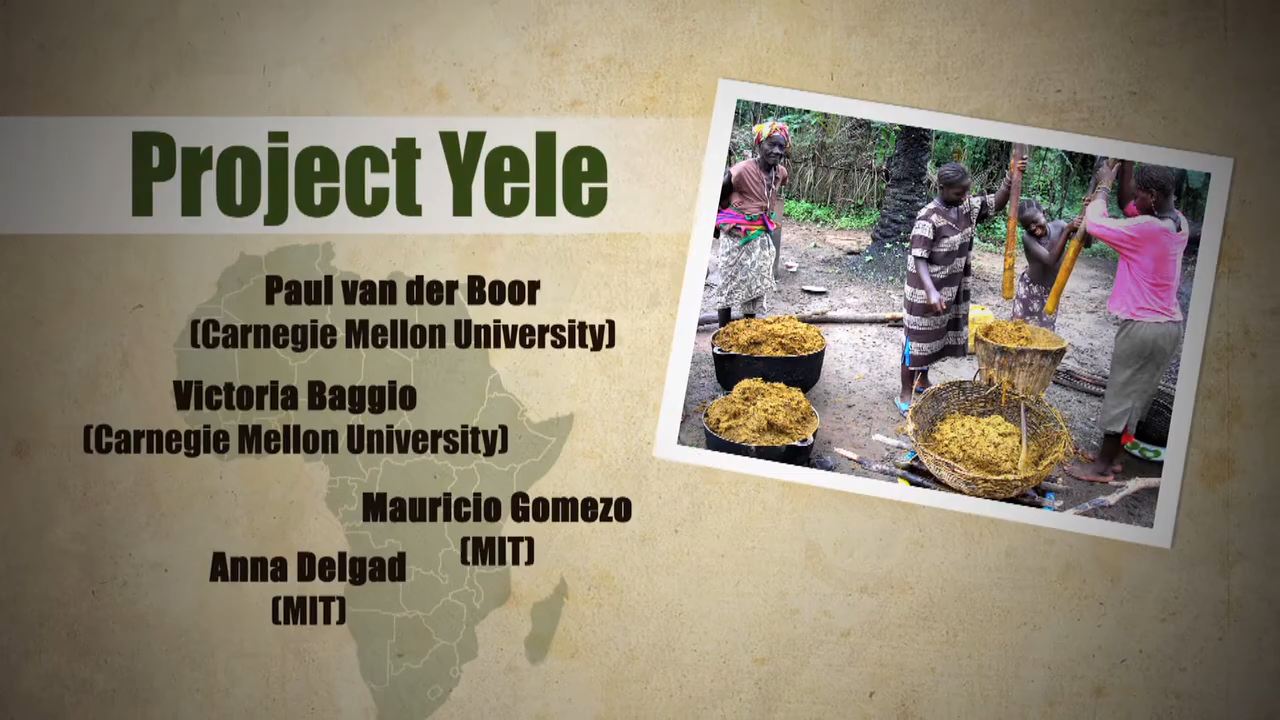 Project Yele
Paul van der Boor
(Carnegie Mellon University)
Victoria Baggio
(Carnegie Mellon University)
Mauricio Gomezo
(MIT)
Anna Delgad
(MIT)